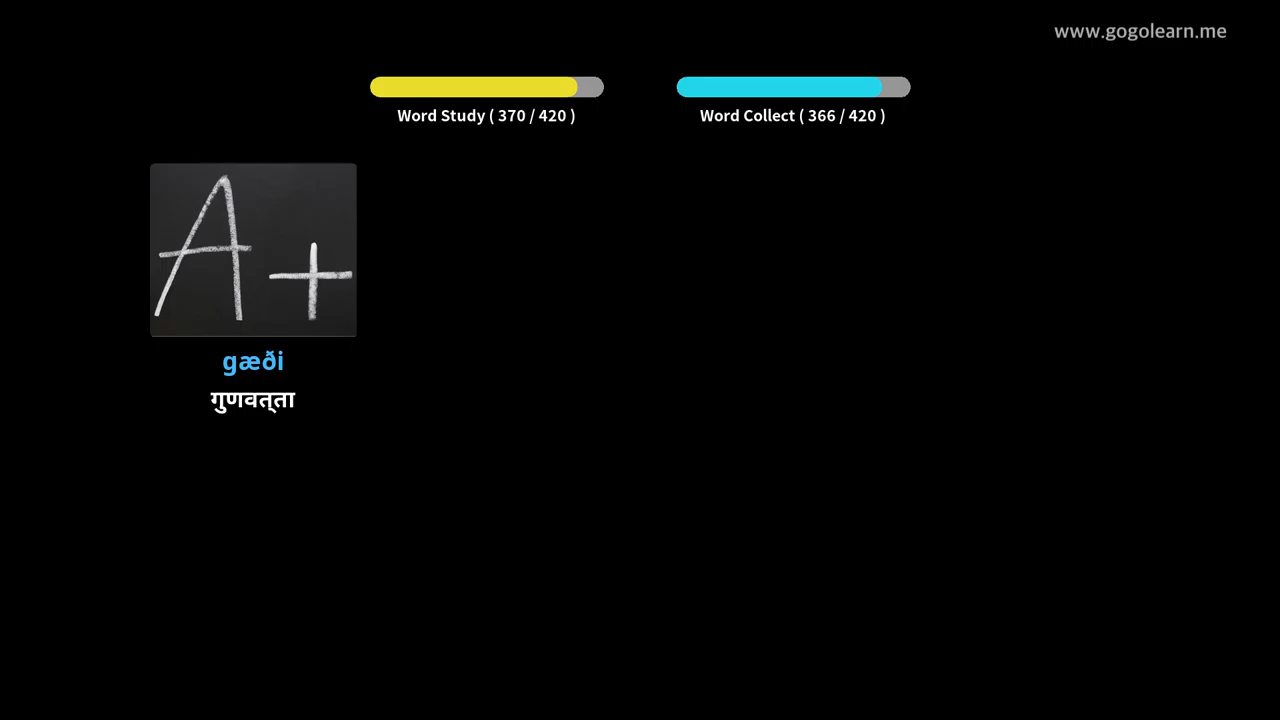 www.gogolearn.me
Word Study ( 370 / 420 )
Word Collect ( 366 / 420 )
A+
gæði
गुणवत्ता